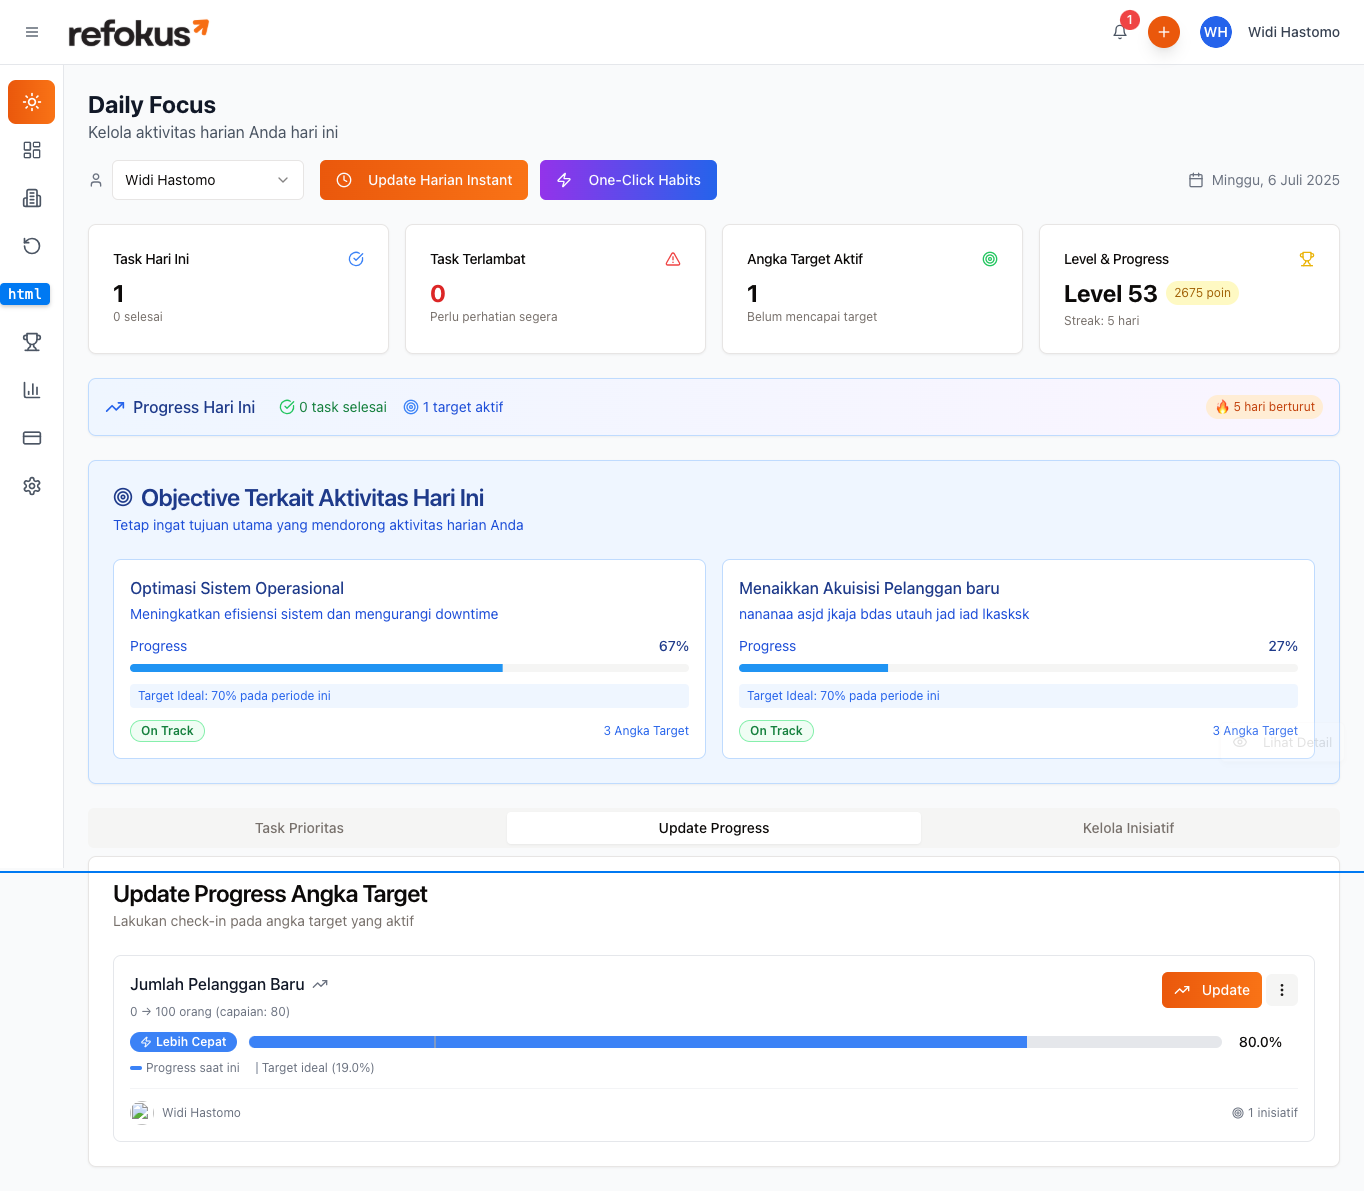 refokus
1
WH
Widi Hastomo
html
Daily Focus
Kelola aktivitas harian Anda hari ini
Widi Hastomo
Update Harian Instant
One-Click Habits
Minggu, 6 Juli 2025
Task Hari Ini
1
0 selesai
Task Terlambat
0
Perlu perhatian segera
Angka Target Aktif
1
Belum mencapai target
Level & Progress
Level 53
2675 poin
Streak: 5 hari
Progress Hari Ini
0 task selesai
1 target aktif
🔥 5 hari berturut
Objective Terkait Aktivitas Hari Ini
Tetap ingat tujuan utama yang mendorong aktivitas harian Anda
Optimasi Sistem Operasional
Meningkatkan efisiensi sistem dan mengurangi downtime
Progress
67%
Target Ideal: 70% pada periode ini
On Track
3 Angka Target
Menaikkan Akuisisi Pelanggan baru
nananaa asjd jkaja bdas utauh jad iad lkasksk
Progress
27%
Target Ideal: 70% pada periode ini
On Track
3 Angka Target
Lihat Detail
Task Prioritas
Update Progress
Kelola Inisiatif
Update Progress Angka Target
Lakukan check-in pada angka target yang aktif
Jumlah Pelanggan Baru
Update
0 → 100 orang (capaian: 80)
Lebih Cepat
80.0%
Progress saat ini
Target ideal (19.0%)
Widi Hastomo
1 inisiatif